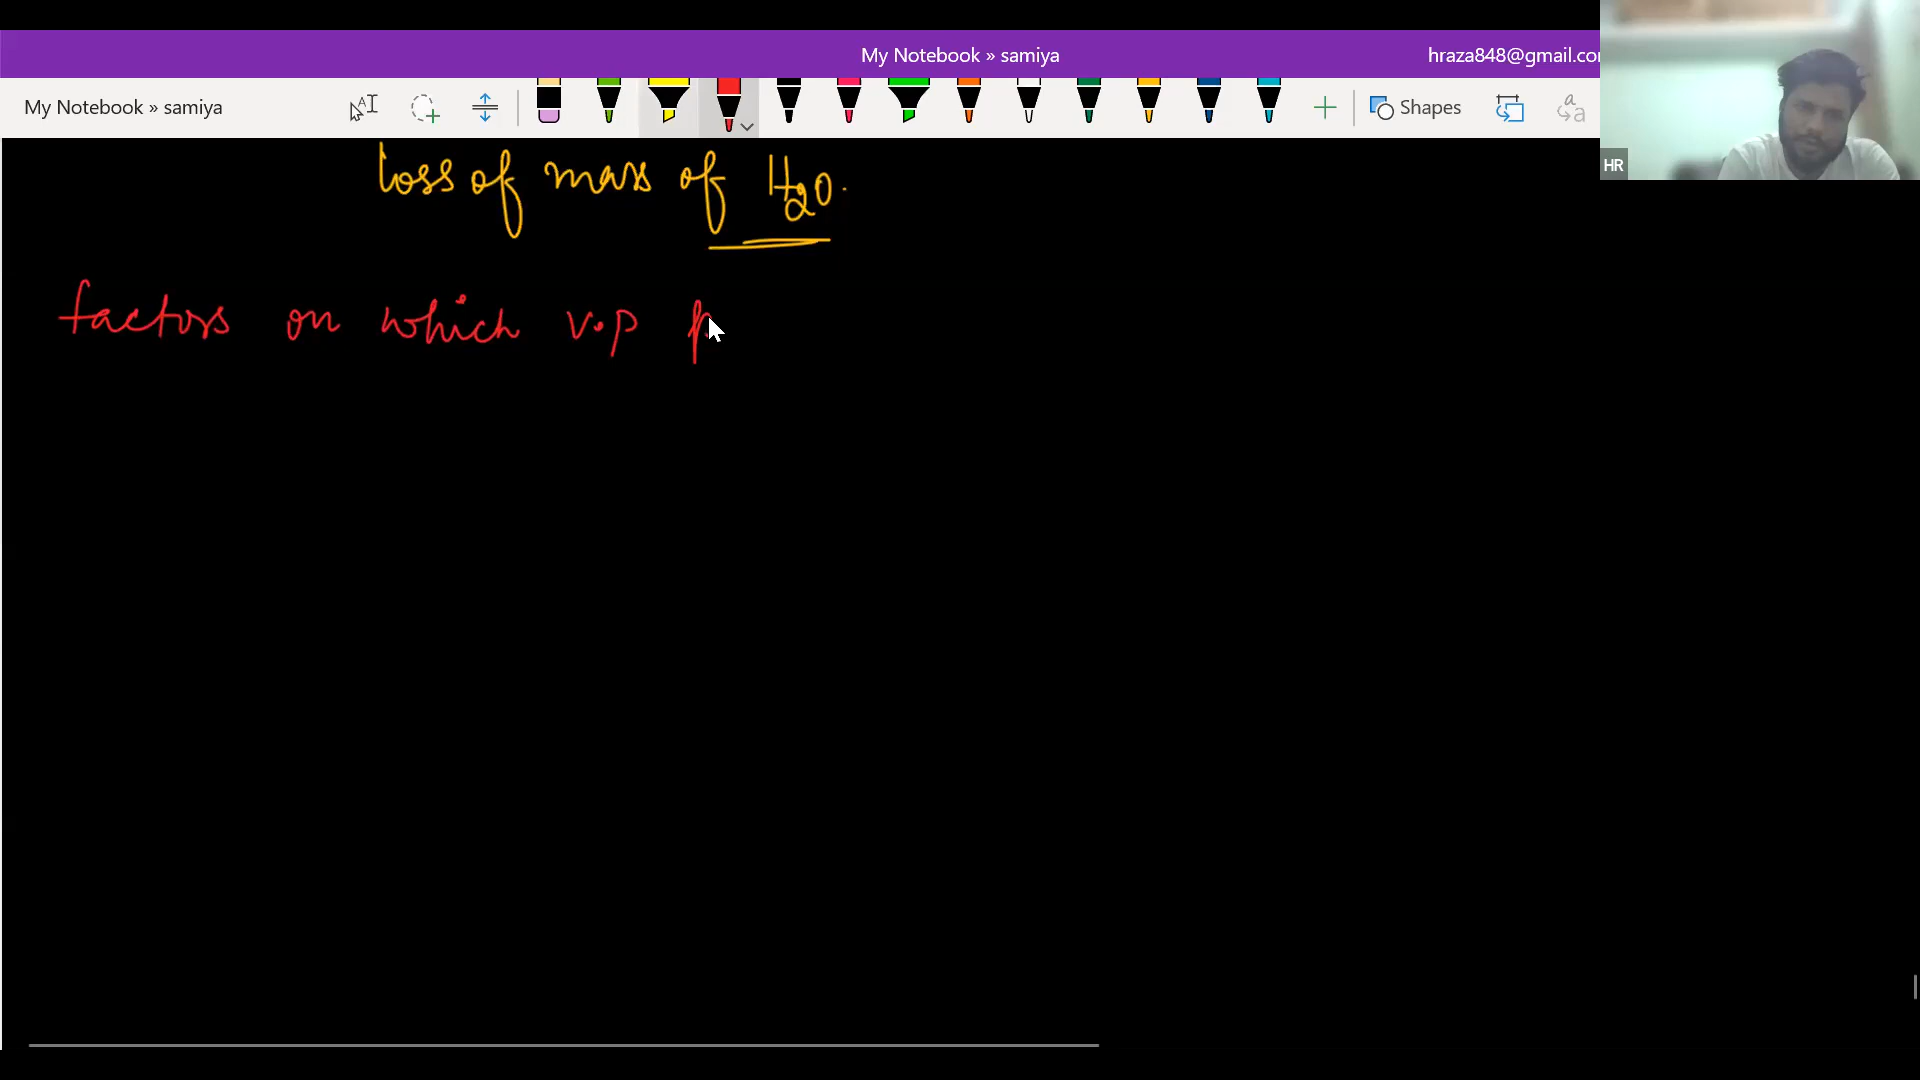 My Notebook » samiya
hraza848@gmail.co
My Notebook » samiya
Shapes
HR
loss of mass of H2O.
factors on which v.p